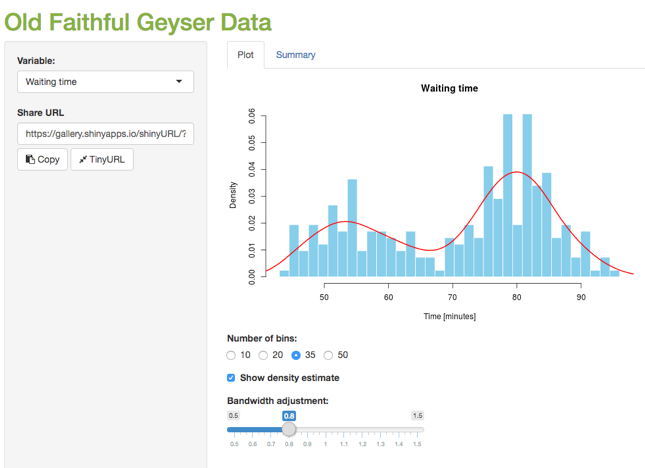 Old Faithful Geyser Data
Variable:
Waiting time
Share URL
https://gallery.shinyapps.io/shinyURL/?
Copy
TinyURL
Plot
Summary
Waiting time
Density
0.06
0.05
0.04
0.03
0.02
0.01
0.00
50 60 70 80 90
Time [minutes]
Number of bins:
10 20 35 50
Show density estimate
Bandwidth adjustment:
0.5 0.8 1.5
0.5 0.6 0.7 0.8 0.9 1 1.1 1.2 1.3 1.4 1.5